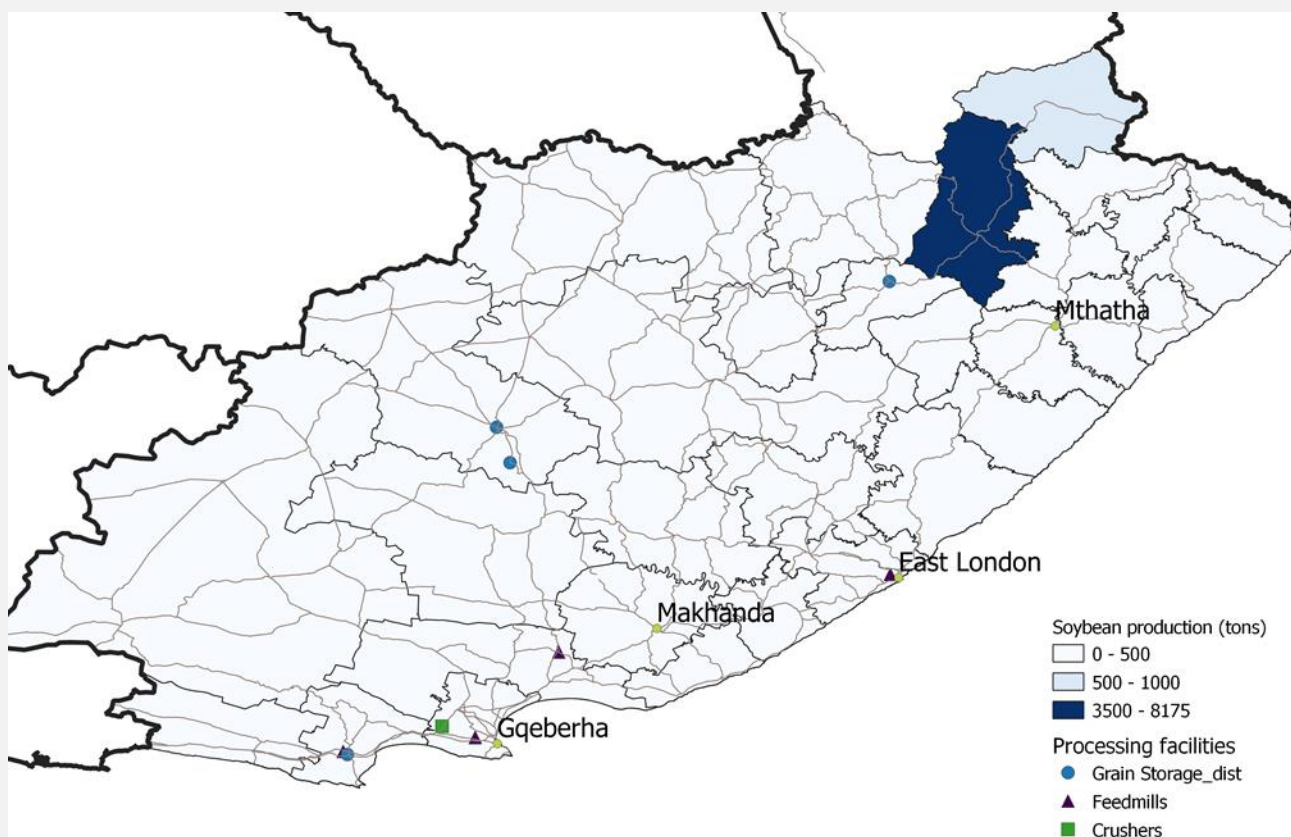 Mthatha
East London
Makhanda
Gqeberha
Soybean production (tons)
0 - 500
500 - 1000
3500 - 8175
Processing facilities
Grain Storage_dist
Feedmills
Crushers